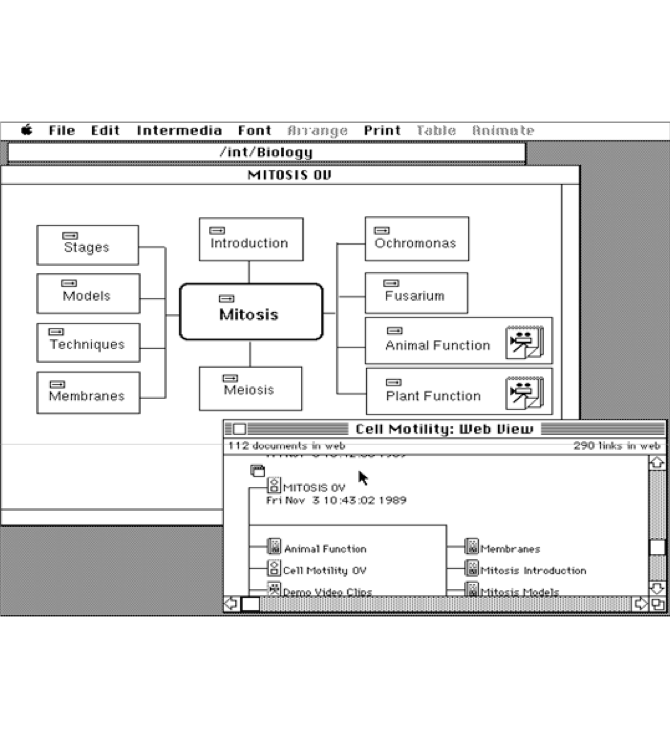 File Edit Intermedia Font Arrange Print Table Animate
/int/Biology
MITOSIS OV
Stages
Introduction
Ochromonas
Models
Mitosis
Fusarium
Techniques
Animal Function
Membranes
Meiosis
Plant Function
Cell Motility: Web View
112 documents in web
290 links in web
MITOSIS OV
Fri Nov 3 10:43:02 1989
Animal Function
Membranes
Cell Motility OV
Mitosis Introduction
Demo Video Clips
Mitosis Models